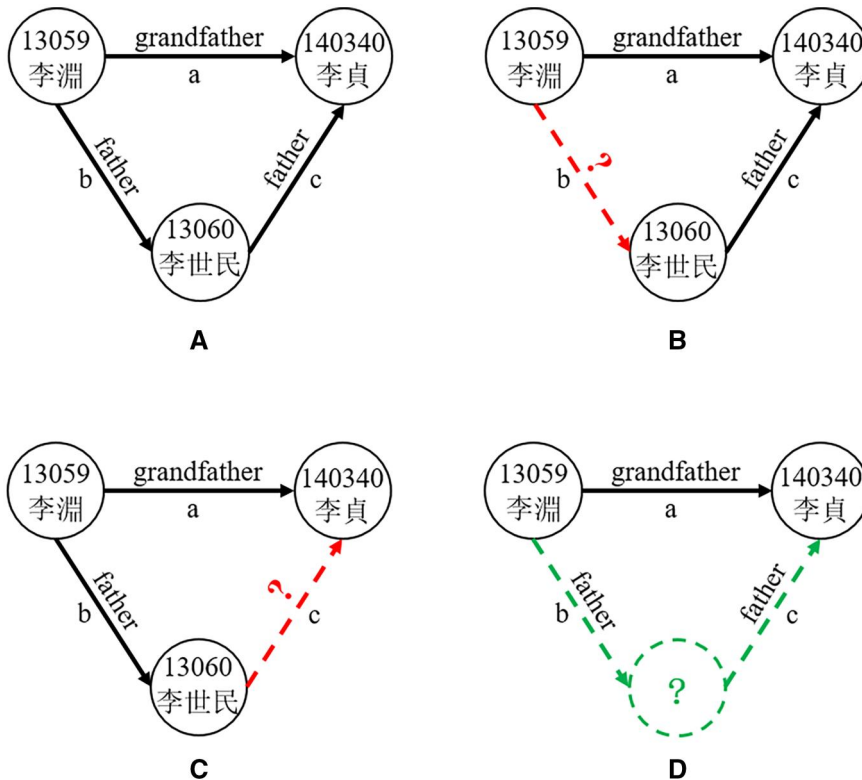 13059
李淵
grandfather
a
140340
李貞
father
b
father
c
13060
李世民
A
13059
李淵
grandfather
a
140340
李貞
?
b
father
c
13060
李世民
B
13059
李淵
grandfather
a
140340
李貞
father
b
?
c
13060
李世民
C
13059
李淵
grandfather
a
140340
李貞
father
b
father
c
?
D